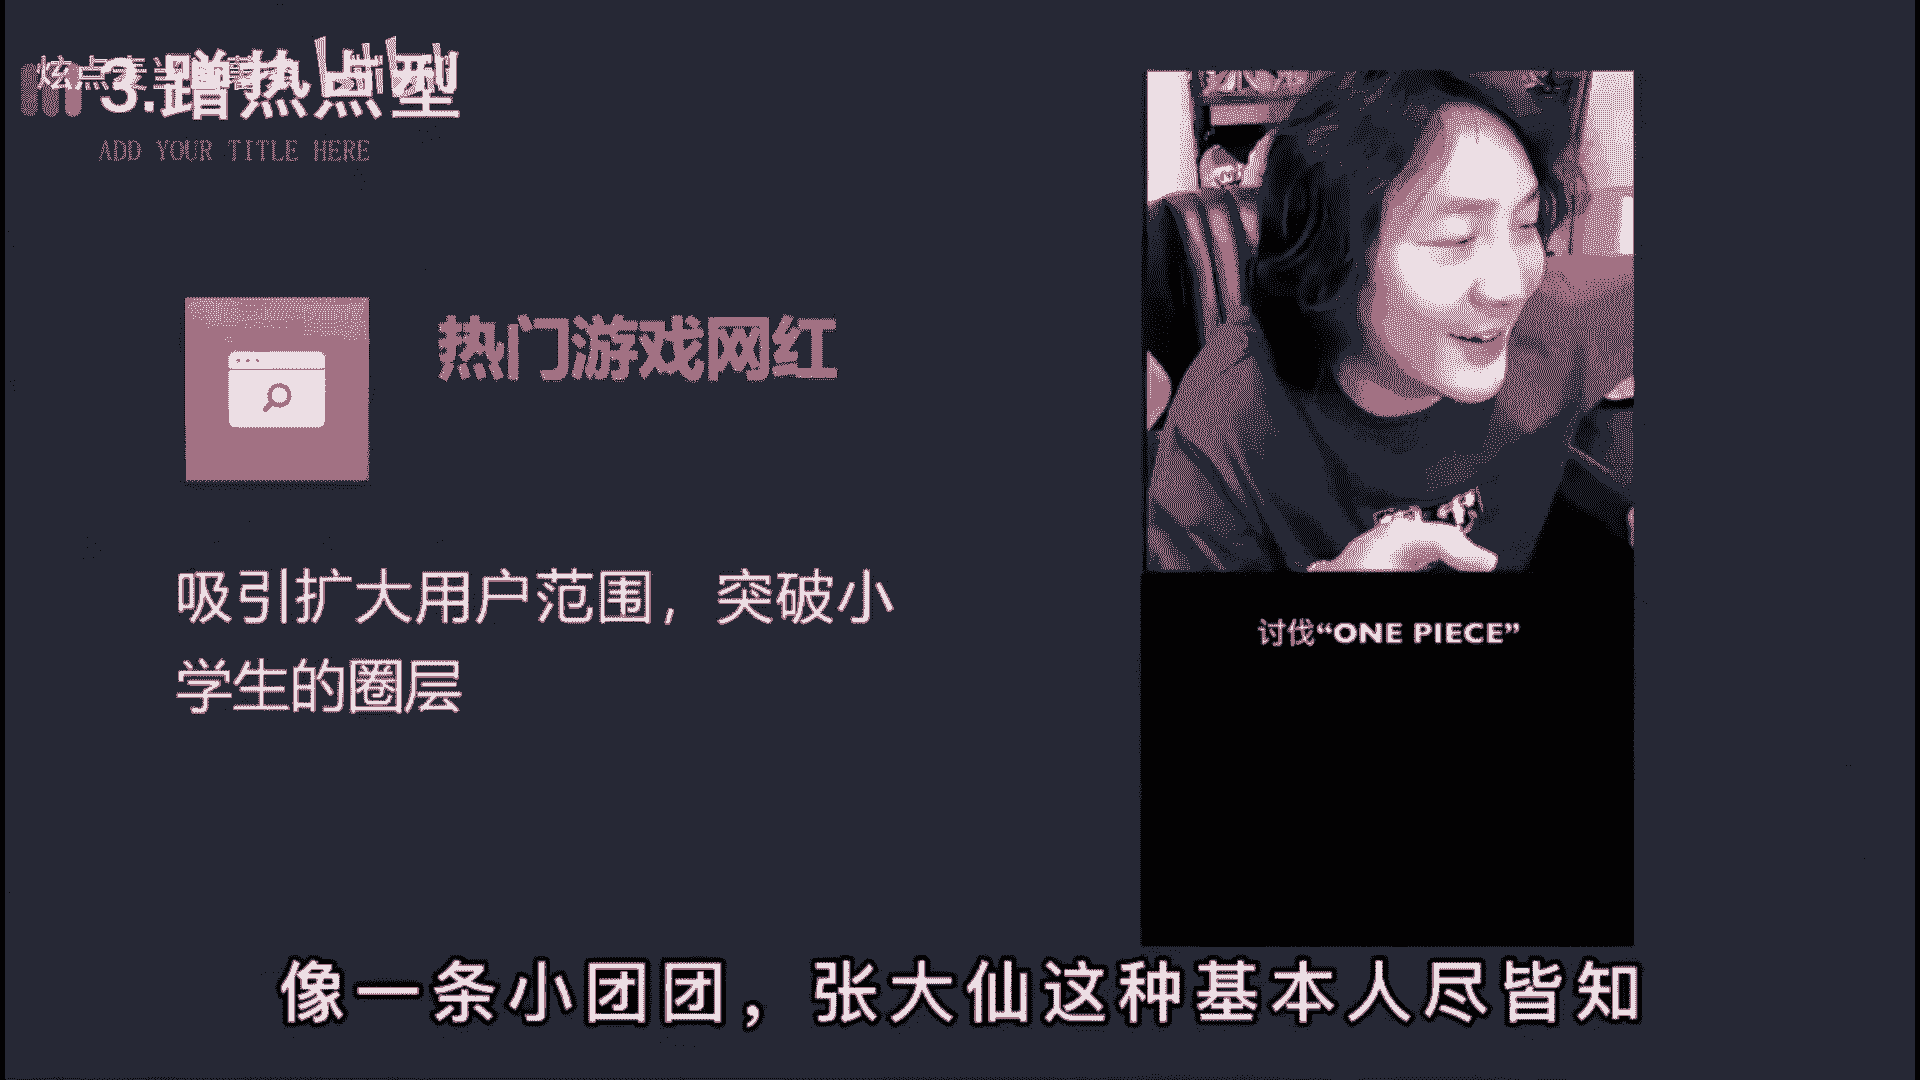 3.蹭热点型
ADD YOUR TITLE HERE
热门游戏网红
吸引扩大用户范围，突破小
学生的圈层
讨伐“ONE PIECE”
像一条小团团，张大仙这种基本人尽皆知